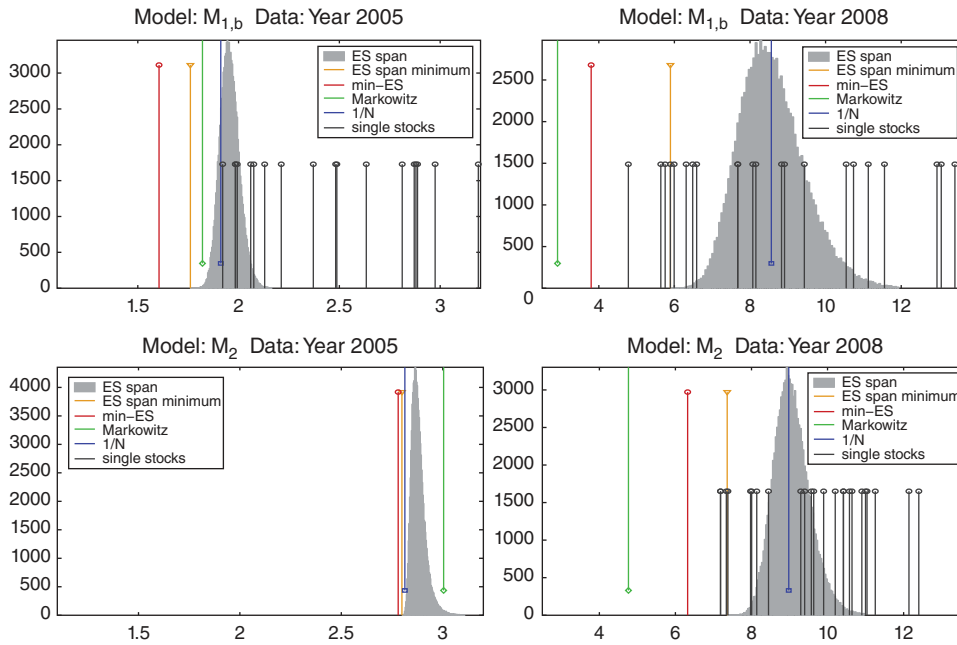 Model: M1,b Data: Year 2005
3000
2500
2000
1500
1000
500
0
1.5
2
2.5
3
ES span
ES span minimum
min-ES
Markowitz
1/N
single stocks
Model: M1,b Data: Year 2008
2500
2000
1500
1000
500
0
4
6
8
10
12
ES span
ES span minimum
min-ES
Markowitz
1/N
single stocks
Model: M2 Data: Year 2005
4000
3500
3000
2500
2000
1500
1000
500
0
1.5
2
2.5
3
ES span
ES span minimum
min-ES
Markowitz
1/N
single stocks
Model: M2 Data: Year 2008
3000
2500
2000
1500
1000
500
0
4
6
8
10
12
ES span
ES span minimum
min-ES
Markowitz
1/N
single stocks